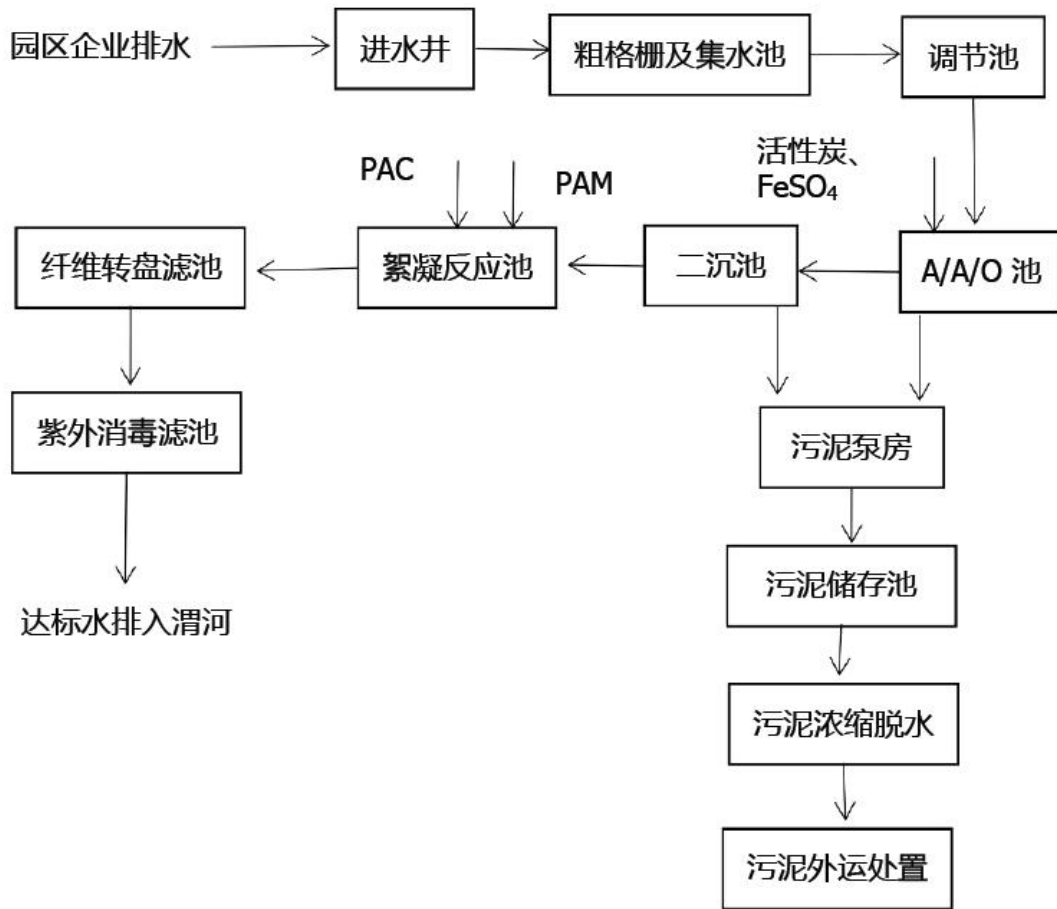 园区企业排水
进水井
粗格栅及集水池
调节池
PAC
PAM
活性炭、
FeSO₄
纤维转盘滤池
絮凝反应池
二沉池
A/A/O 池
紫外消毒滤池
污泥泵房
污泥储存池
达标水排入渭河
污泥浓缩脱水
污泥外运处置